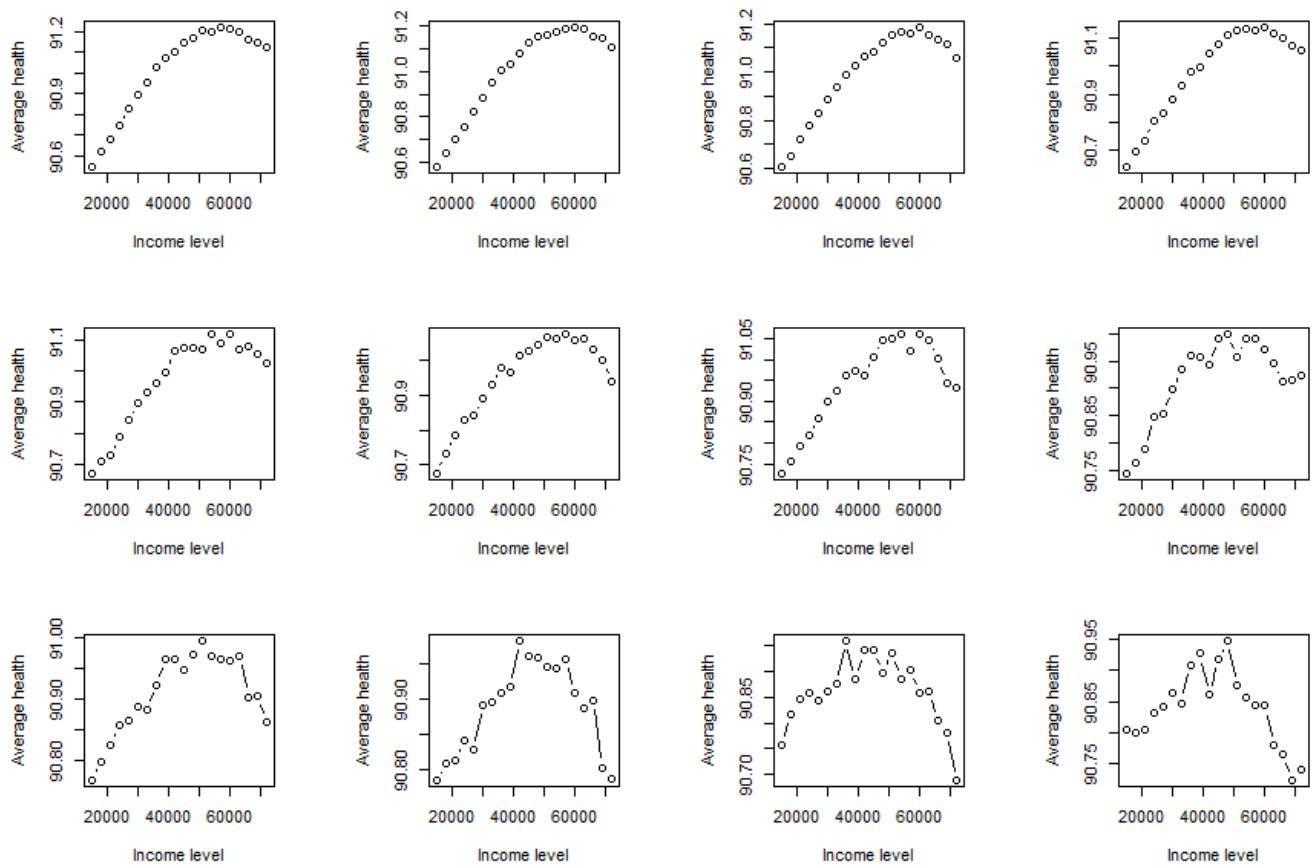 Average health
90.6 90.9 91.2
20000 40000 60000
Income level
Average health
90.6 90.8 91.0 91.2
20000 40000 60000
Income level
Average health
90.6 90.8 91.0 91.2
20000 40000 60000
Income level
Average health
90.7 90.9 91.1
20000 40000 60000
Income level
Average health
90.7 90.9 91.1
20000 40000 60000
Income level
Average health
90.7 90.9
20000 40000 60000
Income level
Average health
90.75 90.90 91.05
20000 40000 60000
Income level
Average health
90.75 90.85 90.95
20000 40000 60000
Income level
Average health
90.80 90.90 91.00
20000 40000 60000
Income level
Average health
90.80 90.90
20000 40000 60000
Income level
Average health
90.70 90.85
20000 40000 60000
Income level
Average health
90.75 90.85 90.95
20000 40000 60000
Income level